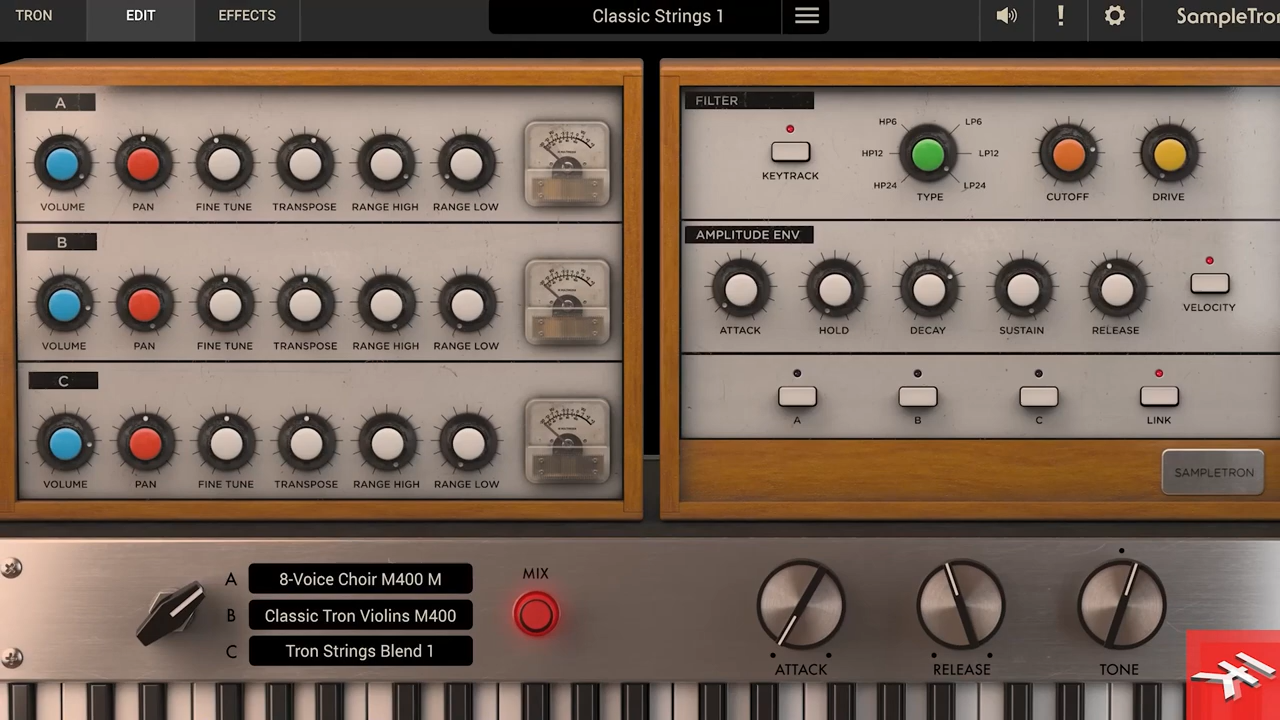 TRON EDIT EFFECTS Classic Strings 1 ! SampleTron
A
VOLUME PAN FINE TUNE TRANSPOSE RANGE HIGH RANGE LOW
B
VOLUME PAN FINE TUNE TRANSPOSE RANGE HIGH RANGE LOW
C
VOLUME PAN FINE TUNE TRANSPOSE RANGE HIGH RANGE LOW
FILTER
HP6 LP6
HP12 LP12
KEYTRACK
HP24 LP24
TYPE CUTOFF DRIVE
AMPLITUDE ENV
VELOCITY
ATTACK HOLD DECAY SUSTAIN RELEASE
A B C LINK
SAMPLETRON
A 8-Voice Choir M400 M
B Classic Tron Violins M400
C Tron Strings Blend 1
MIX
ATTACK RELEASE TONE